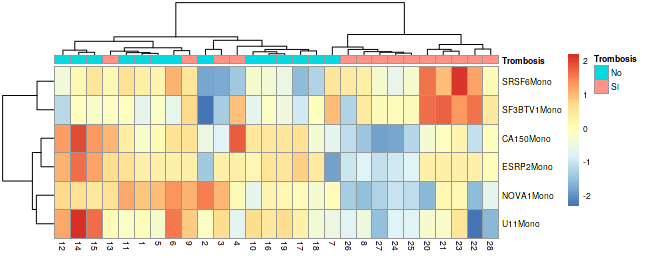 Trombosis
Trombosis
No
SI
SRSF6Mono
SF3BTV1Mono
CA150Mono
ESRP2Mono
NOVA1Mono
U11Mono
2
1
0
-1
-2
12 14 15 13 11 1 5 6 9 2 3 4 10 16 19 17 18 7 26 8 27 24 25 20 21 23 22 28